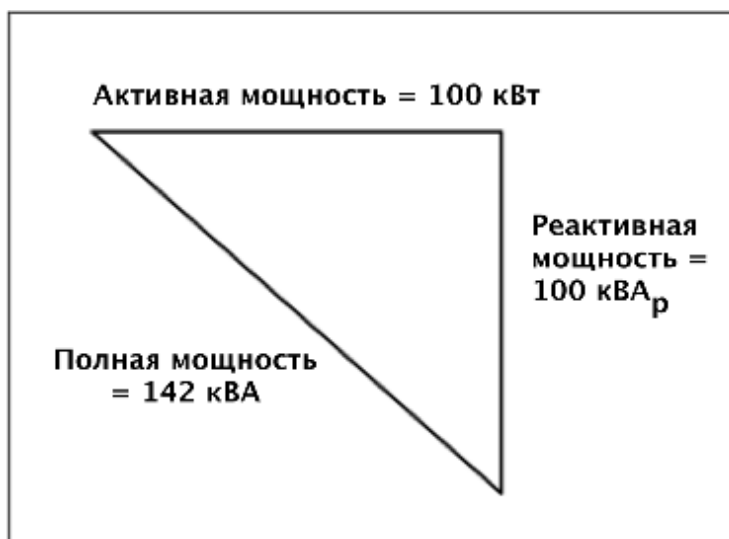 Активная мощность = 100 кВт
Реактивная
мощность =
100 кВАр
Полная мощность
= 142 кВА